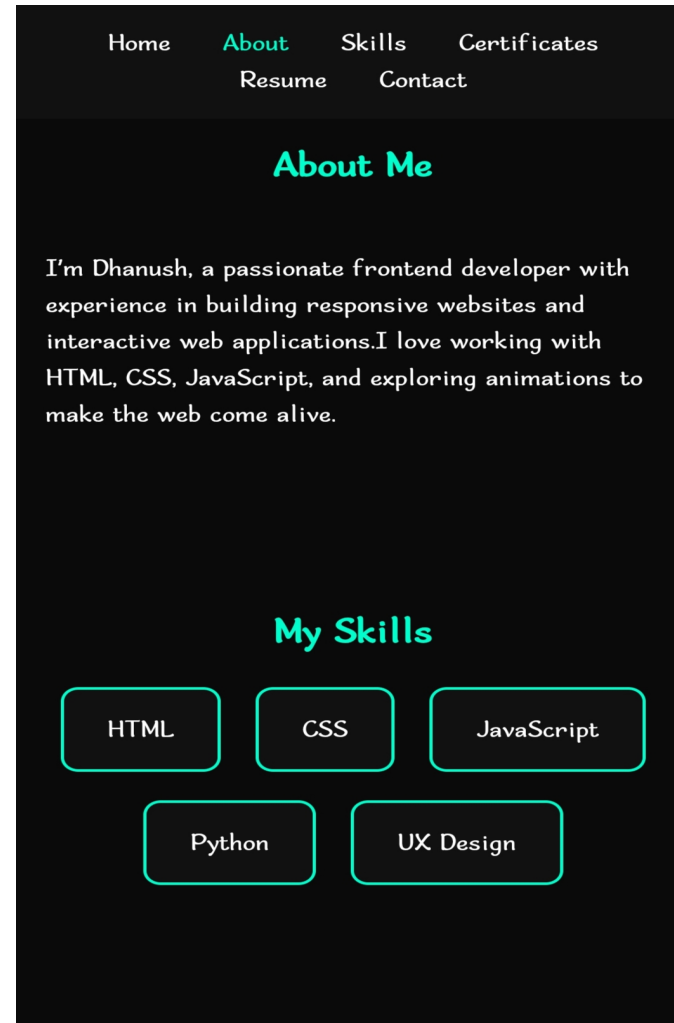 Home About Skills Certificates
Resume Contact
About Me
I'm Dhanush, a passionate frontend developer with
experience in building responsive websites and
interactive web applications.I love working with
HTML, CSS, JavaScript, and exploring animations to
make the web come alive.
My Skills
HTML CSS JavaScript
Python UX Design